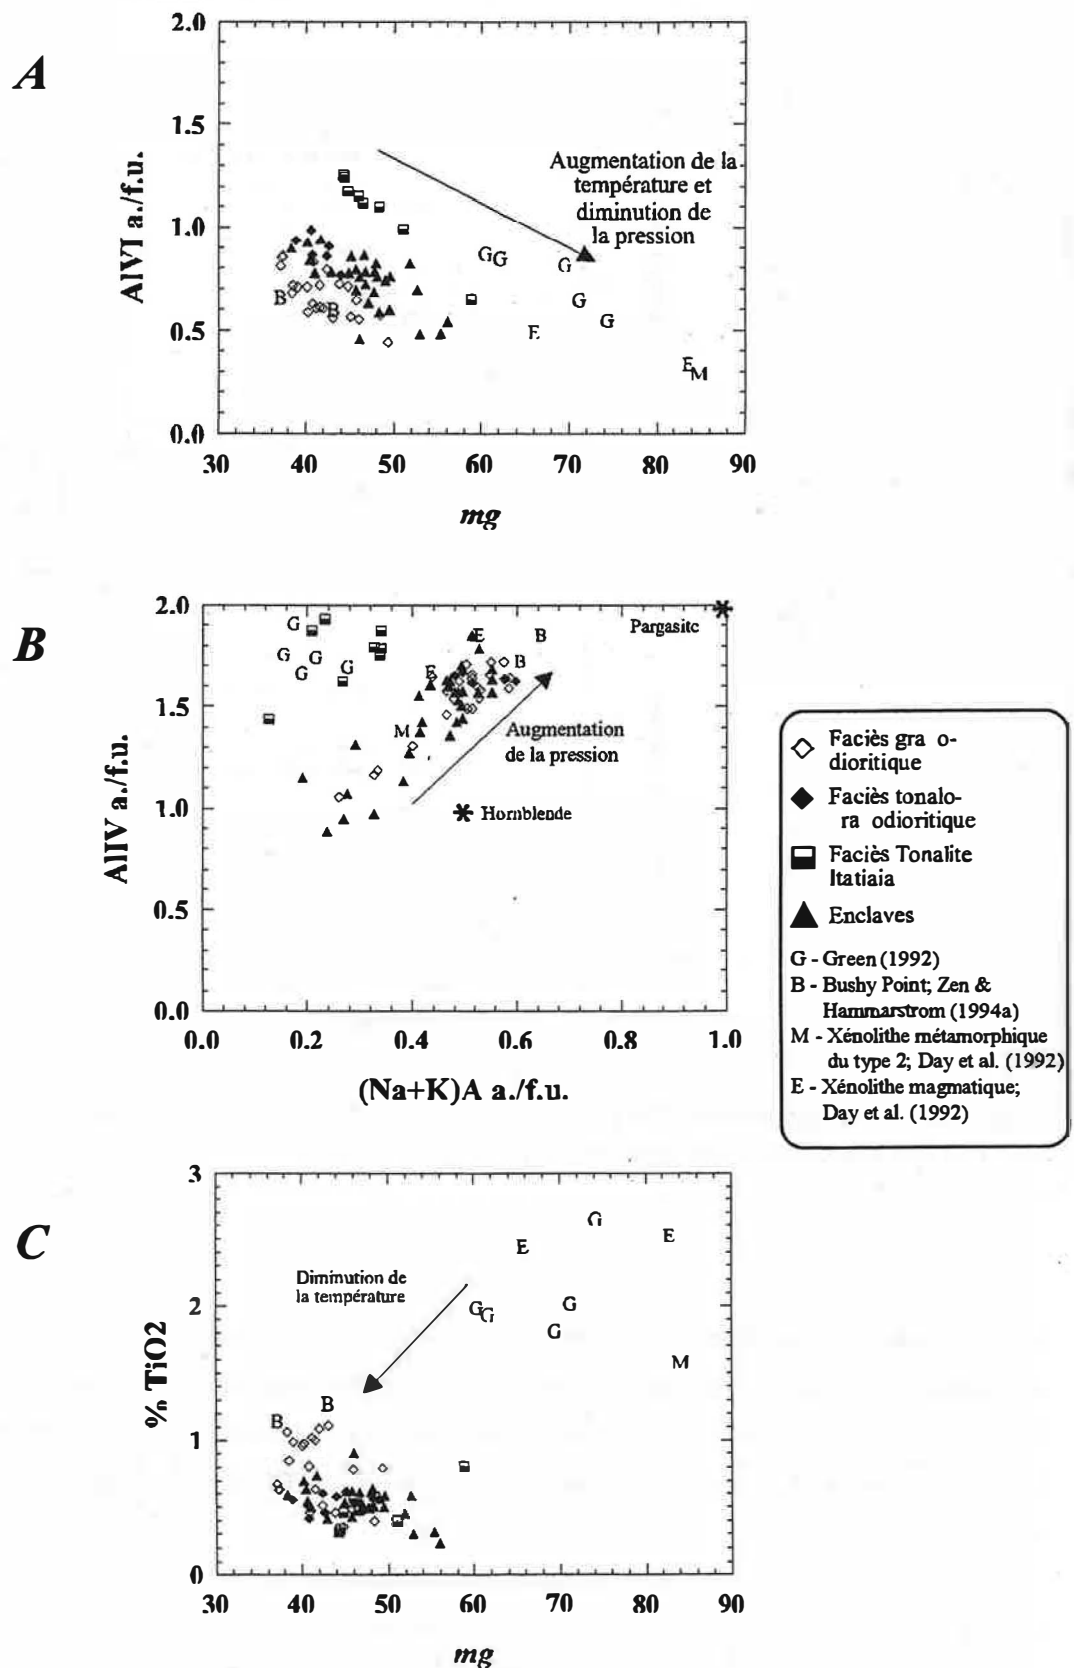 A
2.0
1.5
1.0
0.5
0.0
AlVI a./f.u.
Augmentation de la
température et
diminution de
la pression
G G
G
G
G
E
E
M
B
B
30 40 50 60 70 80 90
mg
B
2.0
1.5
1.0
0.5
0.0
AlIV a./f.u.
Pargasite
G
G
G
G
G
E
B
E
B
M
Augmentation
de la pression
Hornblende
0.0 0.2 0.4 0.6 0.8 1.0
(Na+K)A a./f.u.
Faciès gra o-
dioritique
Faciès tonalo-
ra odioritique
Faciès Tonalite
Itatiaia
Enclaves
G - Green (1992)
B - Bushy Point; Zen &
Hammarstrom (1994a)
M - Xénolithe métamorphique
du type 2; Day et al. (1992)
E - Xénolithe magmatique;
Day et al. (1992)
C
3
2
1
0
% TiO2
Diminution de
la température
G
E
E
G G
G
G
M
B
B
30 40 50 60 70 80 90
mg